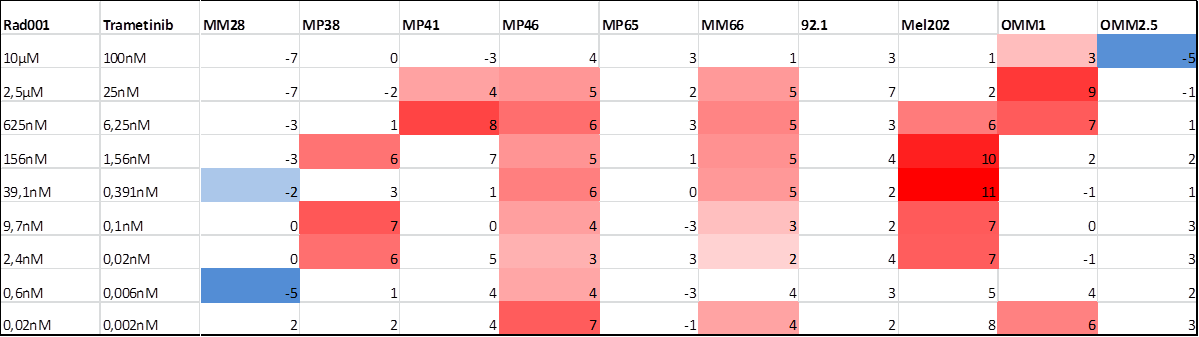 Rad001 Trametinib MM28 MP38 MP41 MP46 MP65 MM66 92.1 Mel202 OMM1 OMM2.5
10µM 100nM -7 0 -3 4 3 1 3 1 3 -5
2,5µM 25nM -7 -2 4 5 2 5 7 2 9 -1
625nM 6,25nM -3 1 8 6 3 5 3 6 7 1
156nM 1,56nM -3 6 7 5 1 5 4 10 2 2
39,1nM 0,391nM -2 3 1 6 0 5 2 11 -1 1
9,7nM 0,1nM 0 7 0 4 -3 3 2 7 0 3
2,4nM 0,02nM 0 6 5 3 3 2 4 7 -1 3
0,6nM 0,006nM -5 1 4 4 -3 4 3 5 4 2
0,02nM 0,002nM 2 2 4 7 -1 4 2 8 6 3